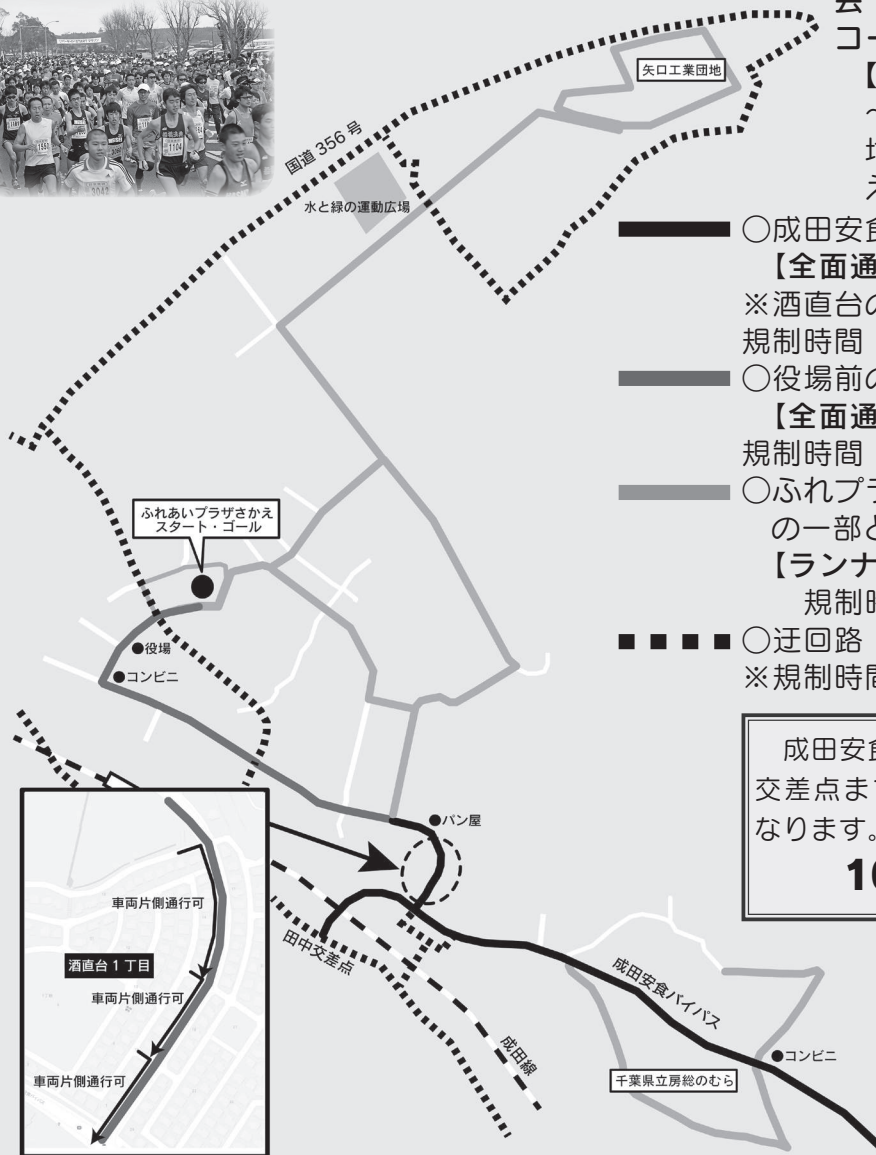 コー
国道 356 号
矢口工業団地
水と緑の運動広場
○成田安食
【全面通
※酒直台の
規制時間
○役場前の
【全面通
規制時間
○ふれプラ
の一部と
【ランナ
規制時
○迂回路
※規制時間
成田安食
交差点まで
なります。
10
ふれあいプラザさかえ
スタート・ゴール
●役場
●コンビニ
●パン屋
車両片側通行可
酒直台 1 丁目
車両片側通行可
車両片側通行可
田中交差点
成田線
成田安食バイパス
●コンビニ
千葉県立房総のむら